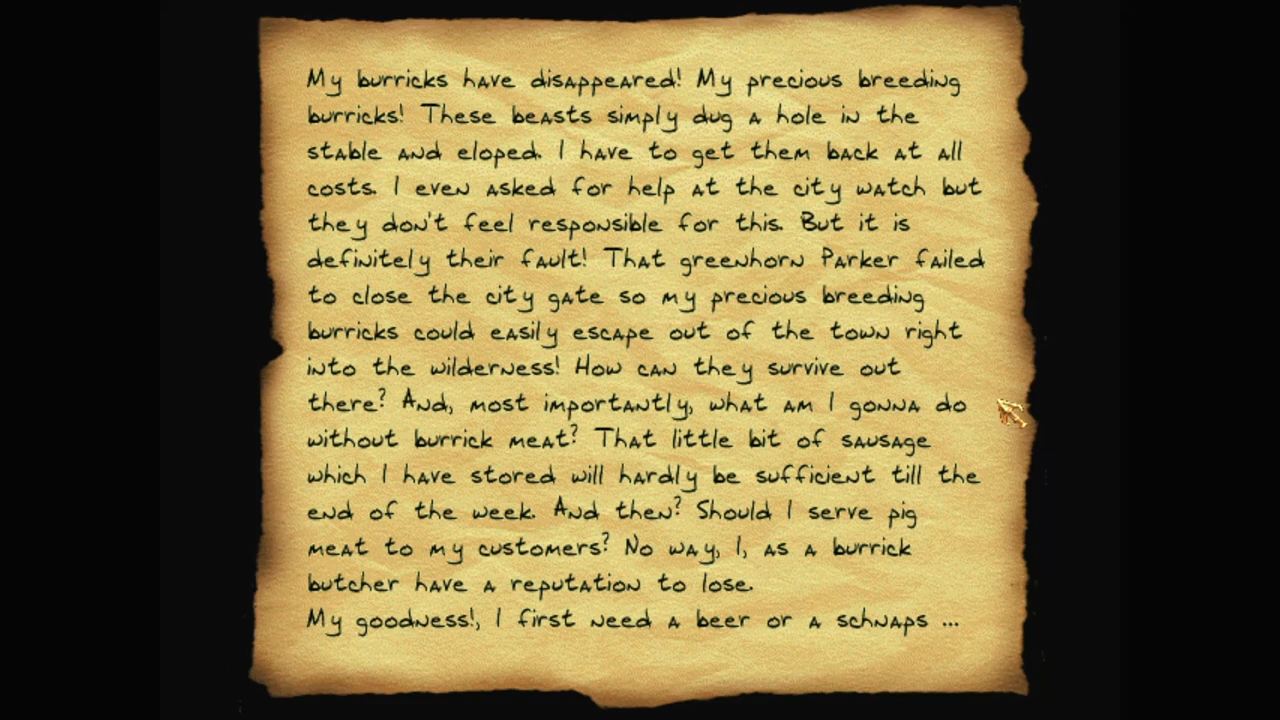 My burricks have disappeared! My precious breeding
burricks! These beasts simply dug a hole in the
stable and eloped. I have to get them back at all
costs. I even asked for help at the city watch but
they don't feel responsible for this. But it is
definitely their fault! That greenhorn Parker failed
to close the city gate so my precious breeding
burricks could easily escape out of the town right
into the wilderness! How can they survive out
there? And, most importantly, what am I gonna do
without burrick meat? That little bit of sausage
which I have stored will hardly be sufficient till the
end of the week. And then? Should I serve pig
meat to my customers? No way, I, as a burrick
butcher have a reputation to lose.
My goodness!, I first need a beer or a schnaps ...